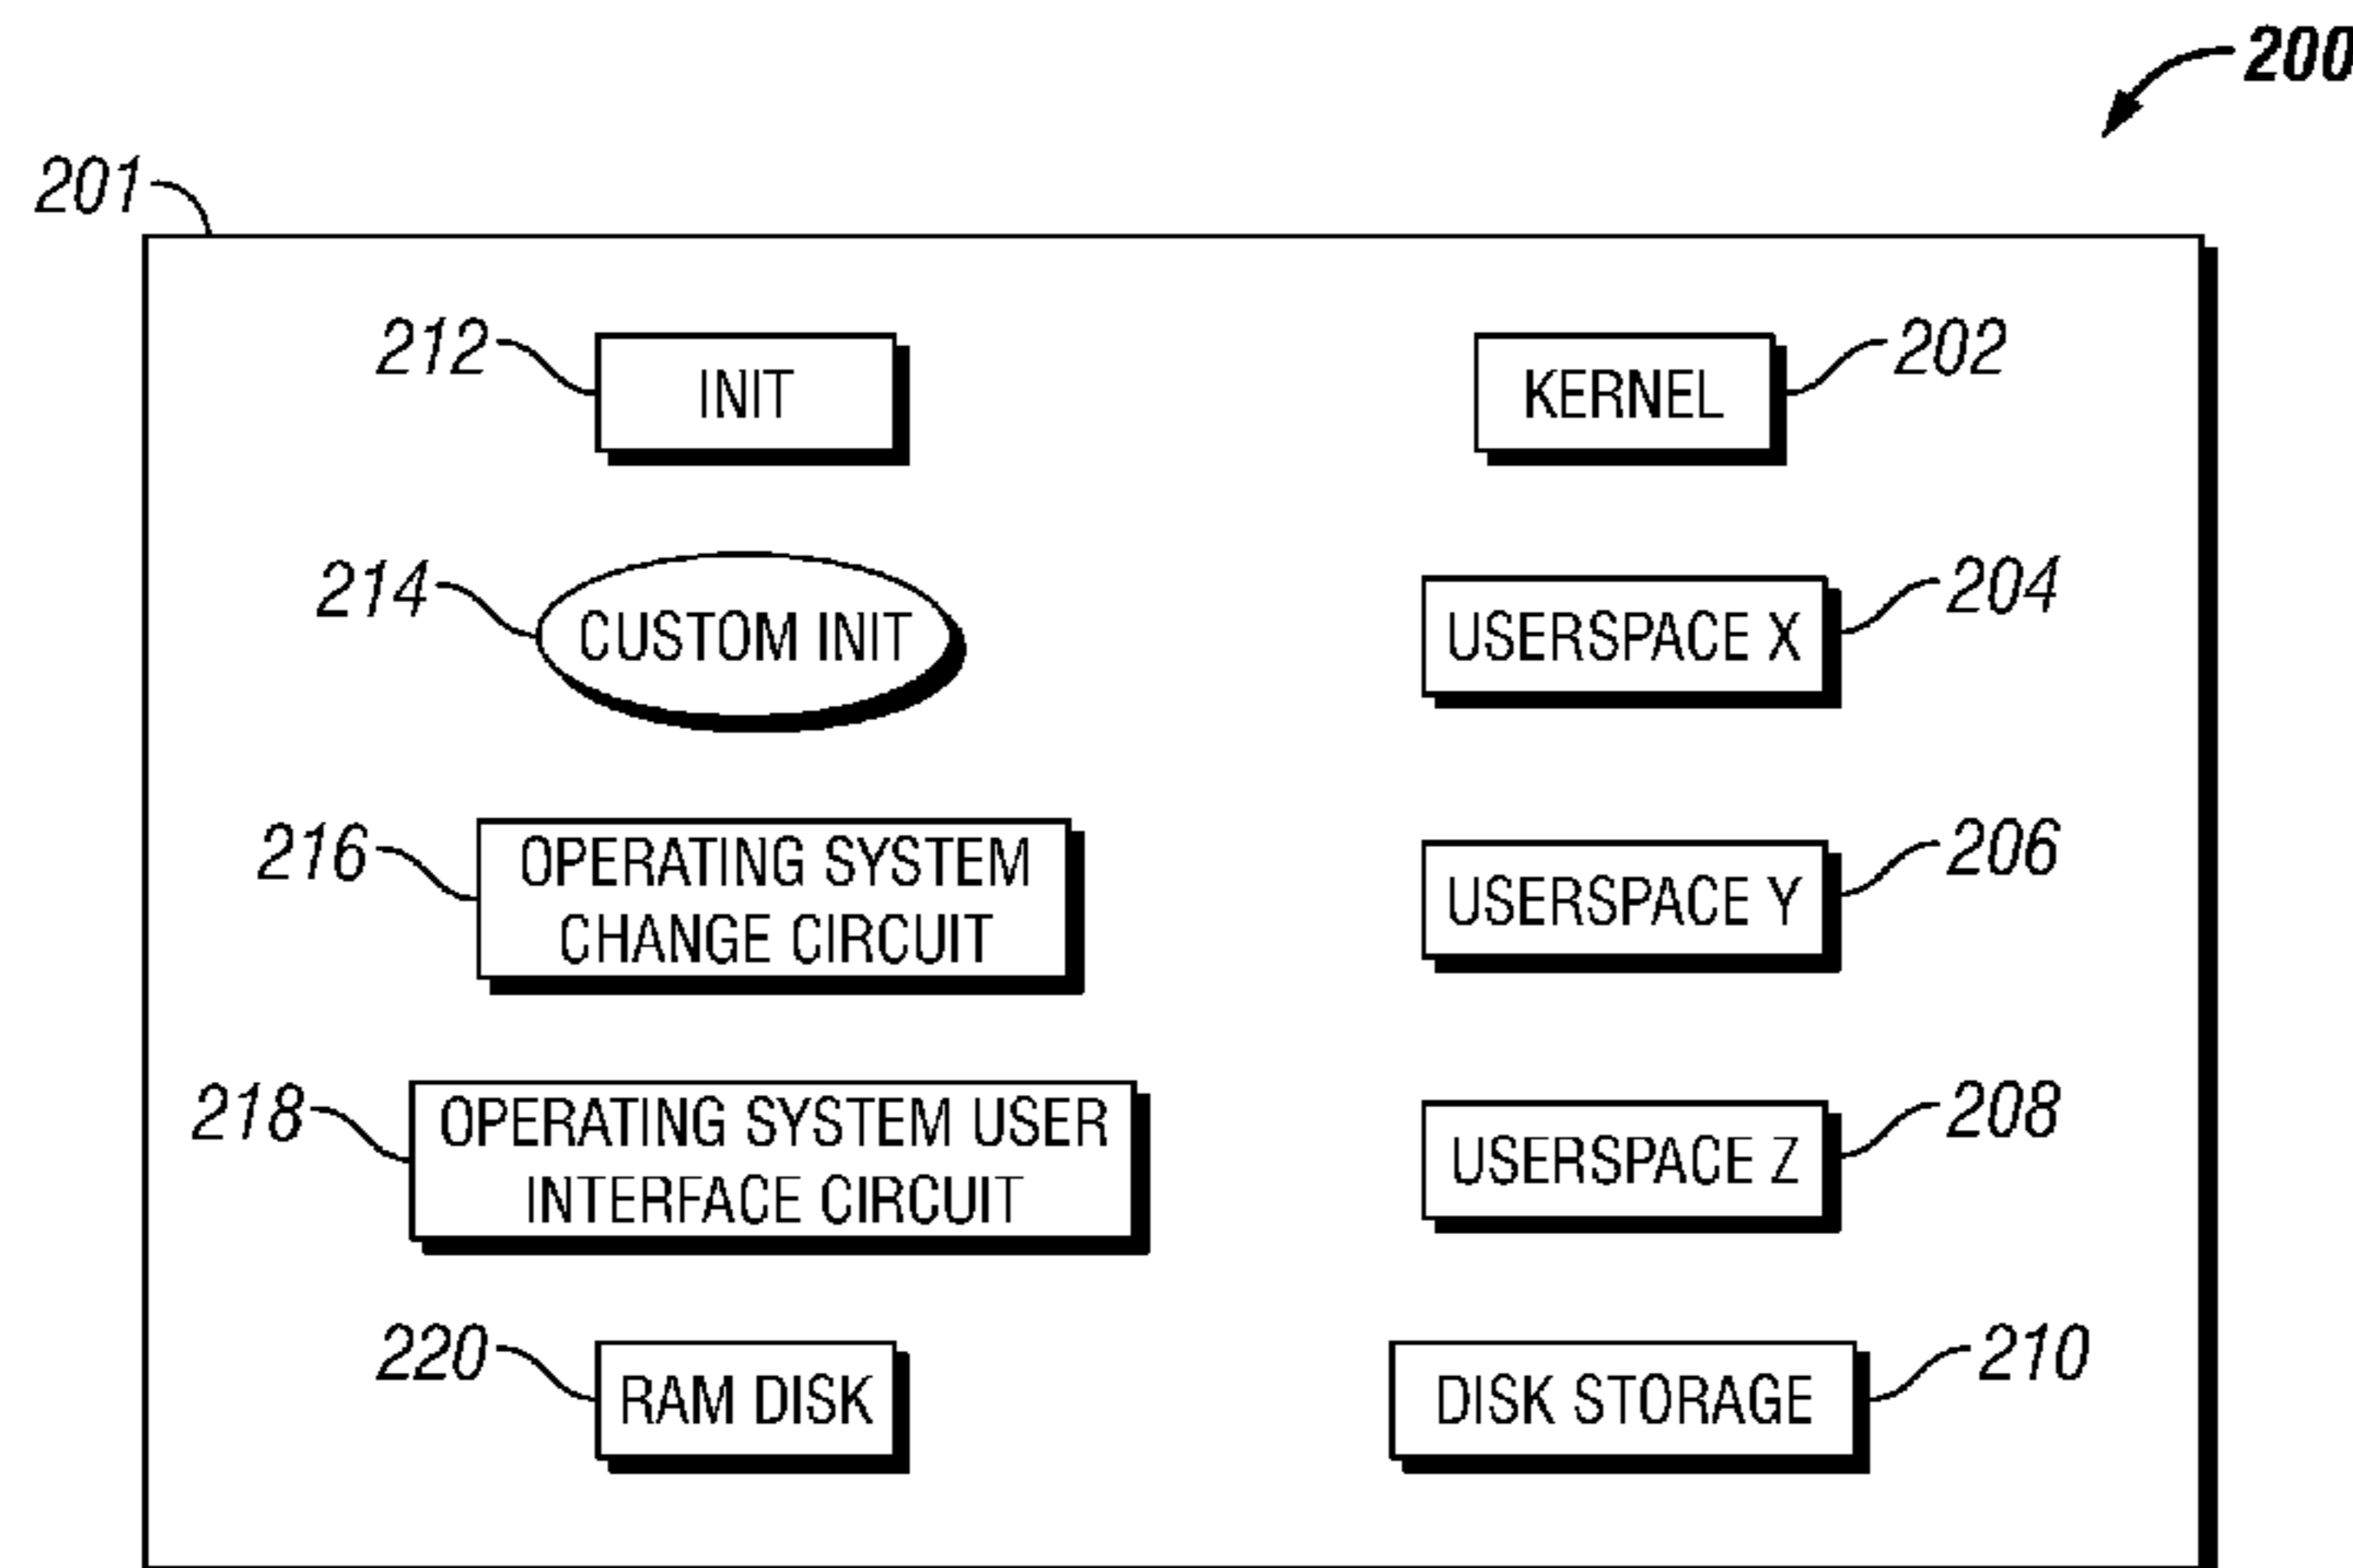 200
201
212
INIT
KERNEL
202
214
CUSTOM INIT
USERSPACE X
204
216
OPERATING SYSTEM
CHANGE CIRCUIT
USERSPACE Y
206
218
OPERATING SYSTEM USER
INTERFACE CIRCUIT
USERSPACE Z
208
220
RAM DISK
DISK STORAGE
210